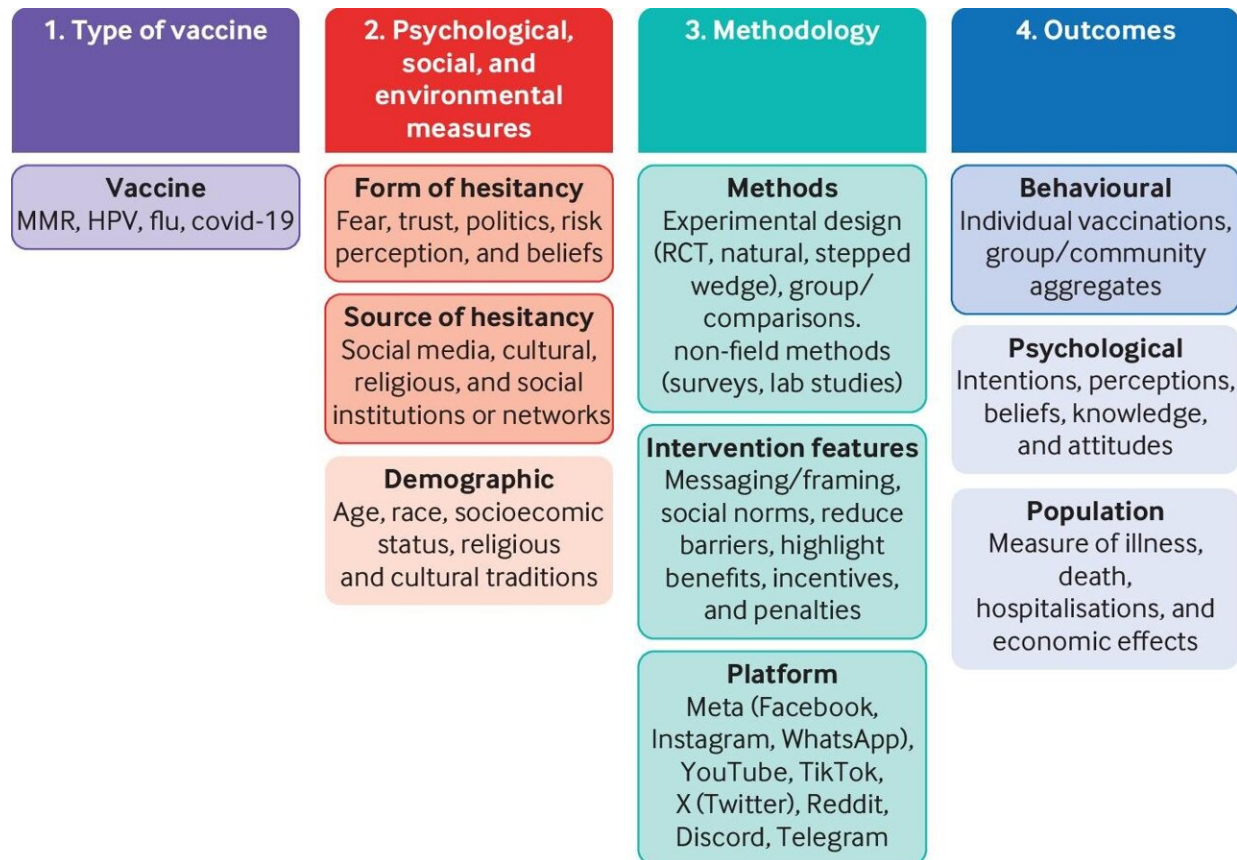 1. Type of vaccine
Vaccine
MMR, HPV, flu, covid-19
2. Psychological,
social, and
environmental
measures
Form of hesitancy
Fear, trust, politics, risk
perception, and beliefs
Source of hesitancy
Social media, cultural,
religious, and social
institutions or networks
Demographic
Age, race, socioecomic
status, religious
and cultural traditions
3. Methodology
Methods
Experimental design
(RCT, natural, stepped
wedge), group/
comparisons.
non-field methods
(surveys, lab studies)
Intervention features
Messaging/framing,
social norms, reduce
barriers, highlight
benefits, incentives,
and penalties
Platform
Meta (Facebook,
Instagram, WhatsApp),
YouTube, TikTok,
X (Twitter), Reddit,
Discord, Telegram
4. Outcomes
Behavioural
Individual vaccinations,
group/community
aggregates
Psychological
Intentions, perceptions,
beliefs, knowledge,
and attitudes
Population
Measure of illness,
death,
hospitalisations, and
economic effects